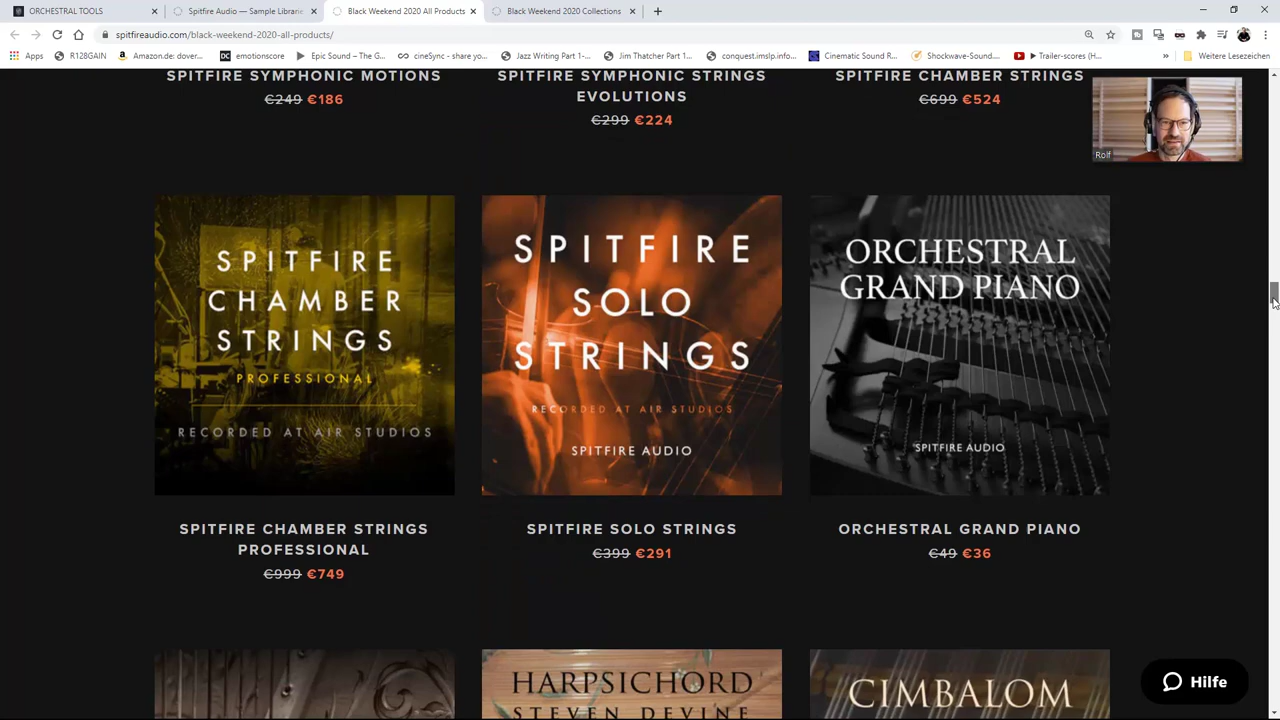 ORCHESTRAL TOOLS
Spitfire Audio — Sample Librarie
Black Weekend 2020 All Products
Black Weekend 2020 Collections
spitfireaudio.com/black-weekend-2020-all-products/
Apps
R128GAIN
Amazon.de: dover...
emotionscore
Epic Sound – The G...
cineSync - share yo...
Jazz Writing Part 1-...
Jim Thatcher Part 1...
conquest.imslp.info...
Cinematic Sound R...
Shockwave-Sound...
Trailer-scores (H...
Weitere Lesezeichen
SPITFIRE SYMPHONIC MOTIONS
€249 €186
SPITFIRE SYMPHONIC STRINGS
EVOLUTIONS
€299 €224
SPITFIRE CHAMBER STRINGS
€699 €524
Rolf
SPITFIRE
CHAMBER
STRINGS
PROFESSIONAL
RECORDED AT AIR STUDIOS
SPITFIRE
SOLO
STRINGS
RECORDED AT AIR STUDIOS
SPITFIRE AUDIO
ORCHESTRAL
GRAND PIANO
SPITFIRE AUDIO
SPITFIRE CHAMBER STRINGS
PROFESSIONAL
€999 €749
SPITFIRE SOLO STRINGS
€399 €291
ORCHESTRAL GRAND PIANO
€49 €36
HARPSICHORD
STEVEN DEVINE
CIMBALOM
Hilfe